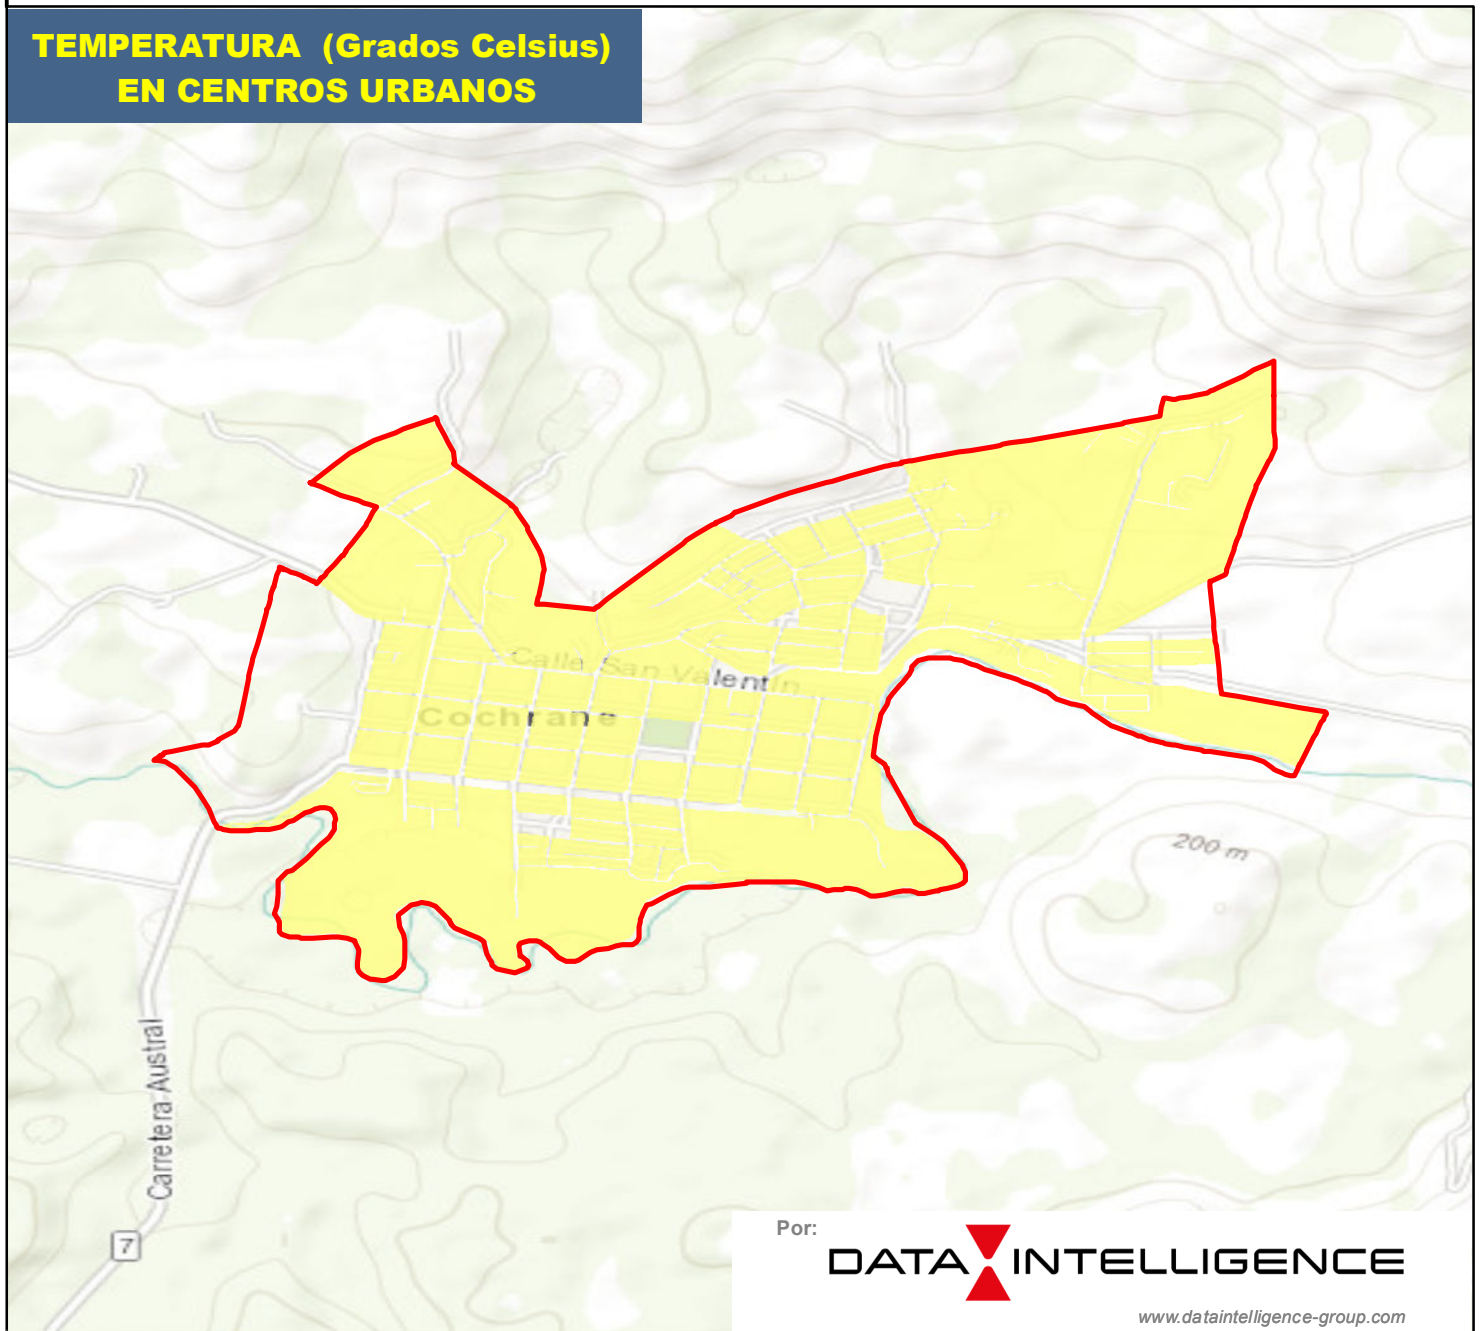 TEMPERATURA (Grados Celsius)
EN CENTROS URBANOS
Calle San Valentín
Cochrane
200 m
Carretera Austral
7
Por:
DATA INTELLIGENCE
www.dataintelligence-group.com